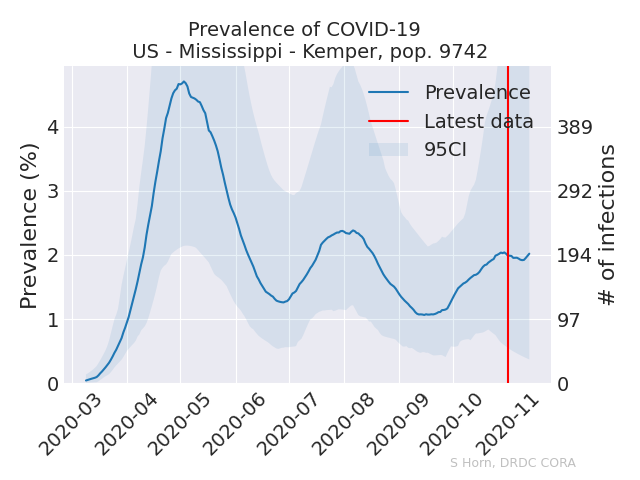 Prevalence of COVID-19
US - Mississippi - Kemper, pop. 9742
Prevalence
Latest data
95CI
Prevalence (%)
4
3
2
1
0
# of infections
389
292
194
97
0
2020-03
2020-04
2020-05
2020-06
2020-07
2020-08
2020-09
2020-10
2020-11
S Horn, DRDC CORA